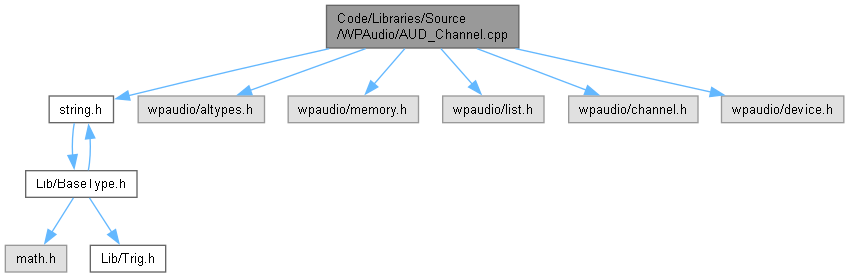 Code/Libraries/Source
/WPAudio/AUD_Channel.cpp
string.h
wpaudio/altypes.h
wpaudio/memory.h
wpaudio/list.h
wpaudio/channel.h
wpaudio/device.h
Lib/BaseType.h
math.h
Lib/Trig.h